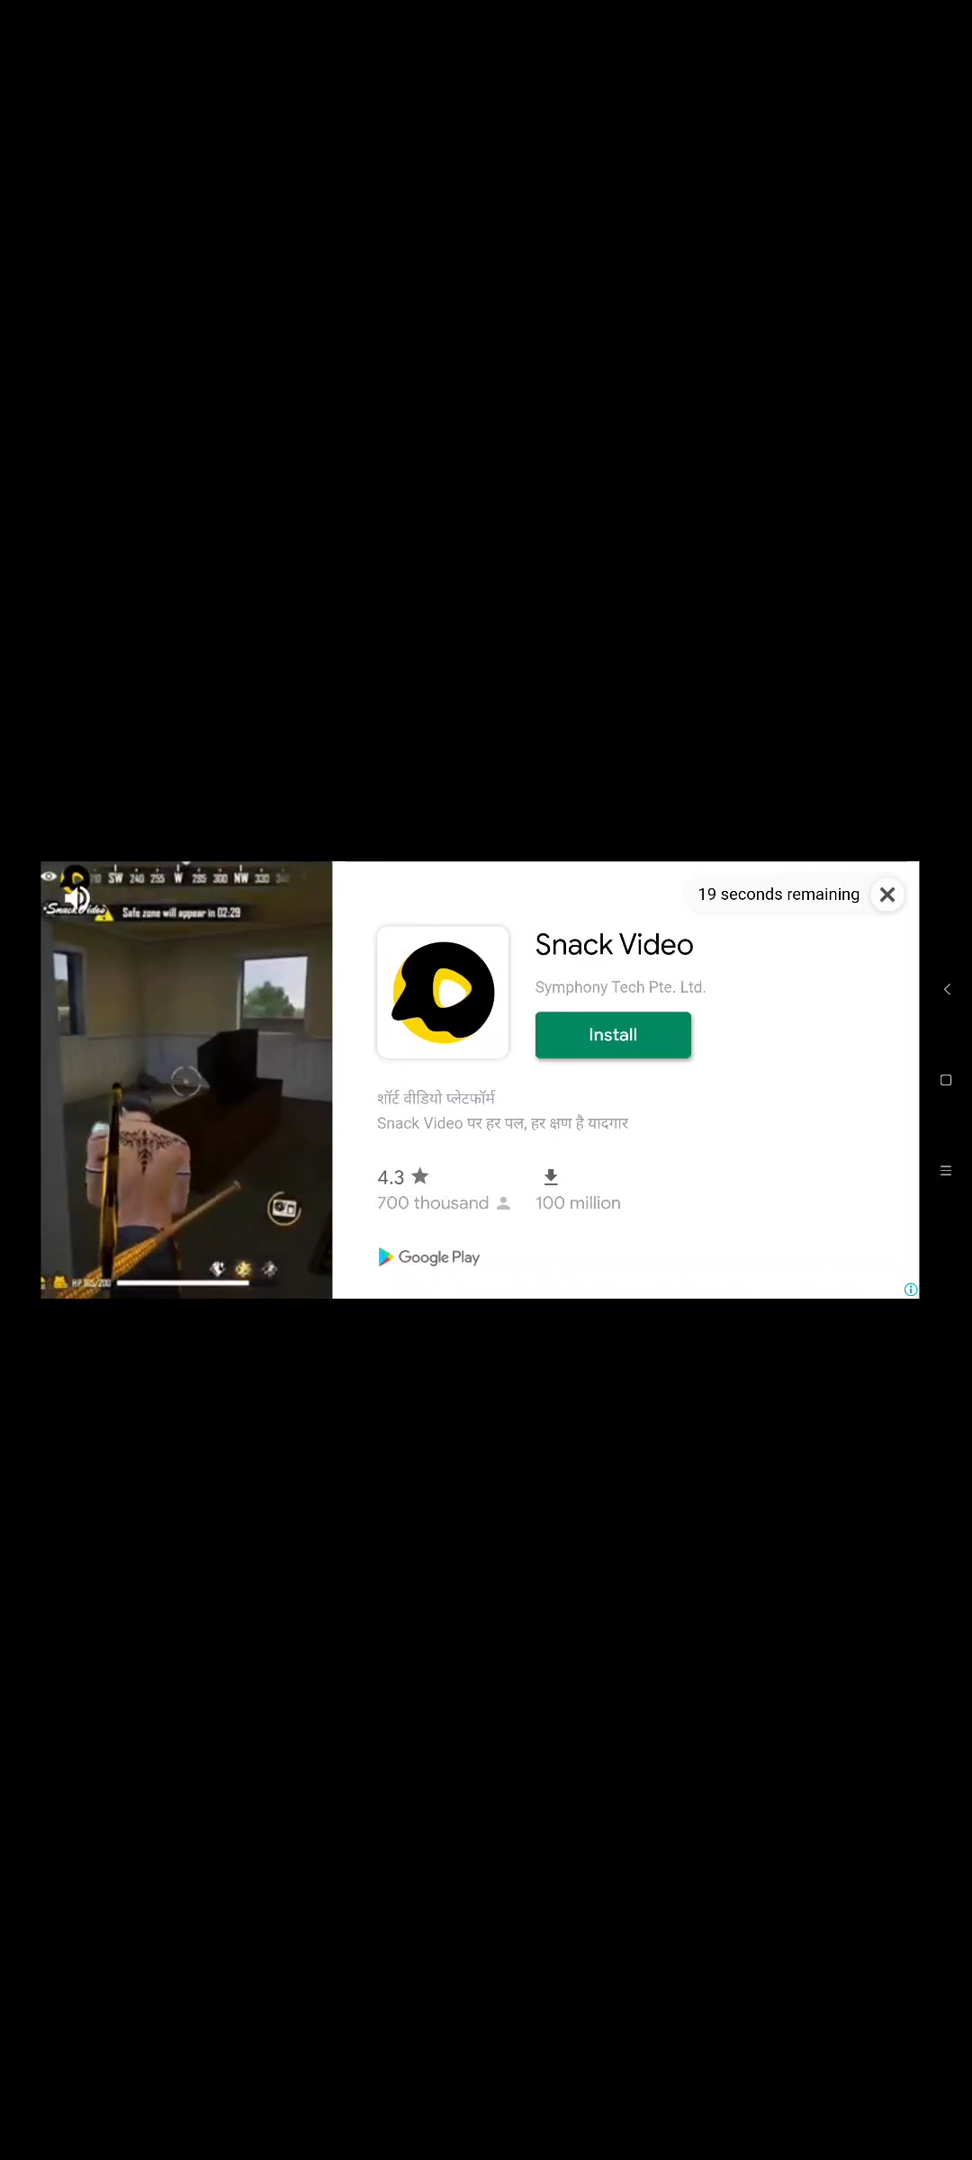 SW 240 255 W 285 300 NW 330
Snack Video
Safe zone will appear in 02:29
19 seconds remaining
Snack Video
Symphony Tech Pte. Ltd.
Install
शॉर्ट वीडियो प्लेटफॉर्म
Snack Video पर हर पल, हर क्षण है यादगार
4.3
700 thousand
100 million
Google Play